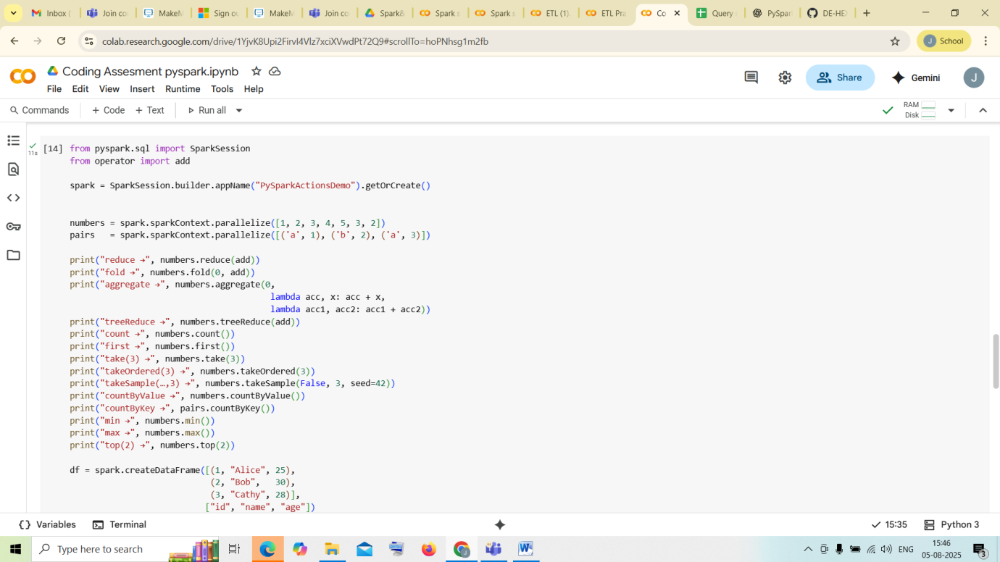 Inbox (
Join co
MakeM
Sign ou
MakeM
Join co
Spark&
Spark s
Spark s
ETL (1).
ETL Pra
Co
Query
PySpar
DE-HEX
colab.research.google.com/drive/1YjvK8Upi2FirvI4Vlz7xciXVwdPt72Q9#scrollTo=hoPNhsg1m2fb
J School
Coding Assesment pyspark.ipynb
File Edit View Insert Runtime Tools Help
Share
Gemini
J
Commands + Code + Text Run all
RAM
Disk
[14] from pyspark.sql import SparkSession
11s
from operator import add
spark = SparkSession.builder.appName("PySparkActionsDemo").getOrCreate()
numbers = spark.sparkContext.parallelize([1, 2, 3, 4, 5, 3, 2])
pairs   = spark.sparkContext.parallelize([('a', 1), ('b', 2), ('a', 3)])
print("reduce →", numbers.reduce(add))
print("fold →", numbers.fold(0, add))
print("aggregate →", numbers.aggregate(0,
lambda acc, x: acc + x,
lambda acc1, acc2: acc1 + acc2))
print("treeReduce →", numbers.treeReduce(add))
print("count →", numbers.count())
print("first →", numbers.first())
print("take(3) →", numbers.take(3))
print("takeOrdered(3) →", numbers.takeOrdered(3))
print("takeSample(…,3) →", numbers.takeSample(False, 3, seed=42))
print("countByValue →", numbers.countByValue())
print("countByKey →", pairs.countByKey())
print("min →", numbers.min())
print("max →", numbers.max())
print("top(2) →", numbers.top(2))
df = spark.createDataFrame([(1, "Alice", 25),
(2, "Bob",   30),
(3, "Cathy", 28)],
["id", "name", "age"])
{} Variables
Terminal
15:35
Python 3
Type here to search
ENG
15:46
05-08-2025
3